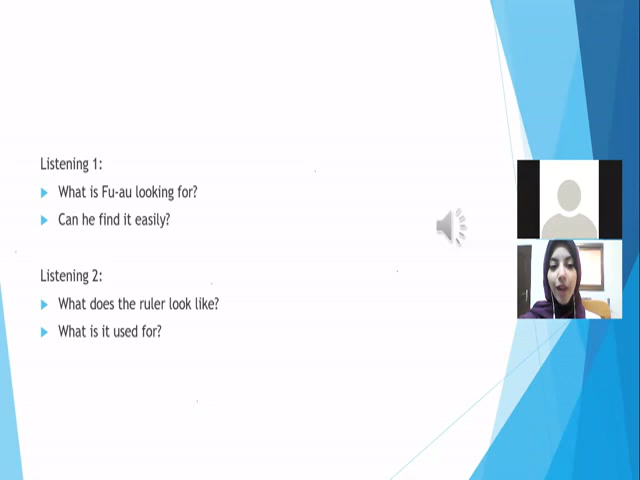 Listening 1:
What is Fu-au looking for?
Can he find it easily?
Listening 2:
What does the ruler look like?
What is it used for?